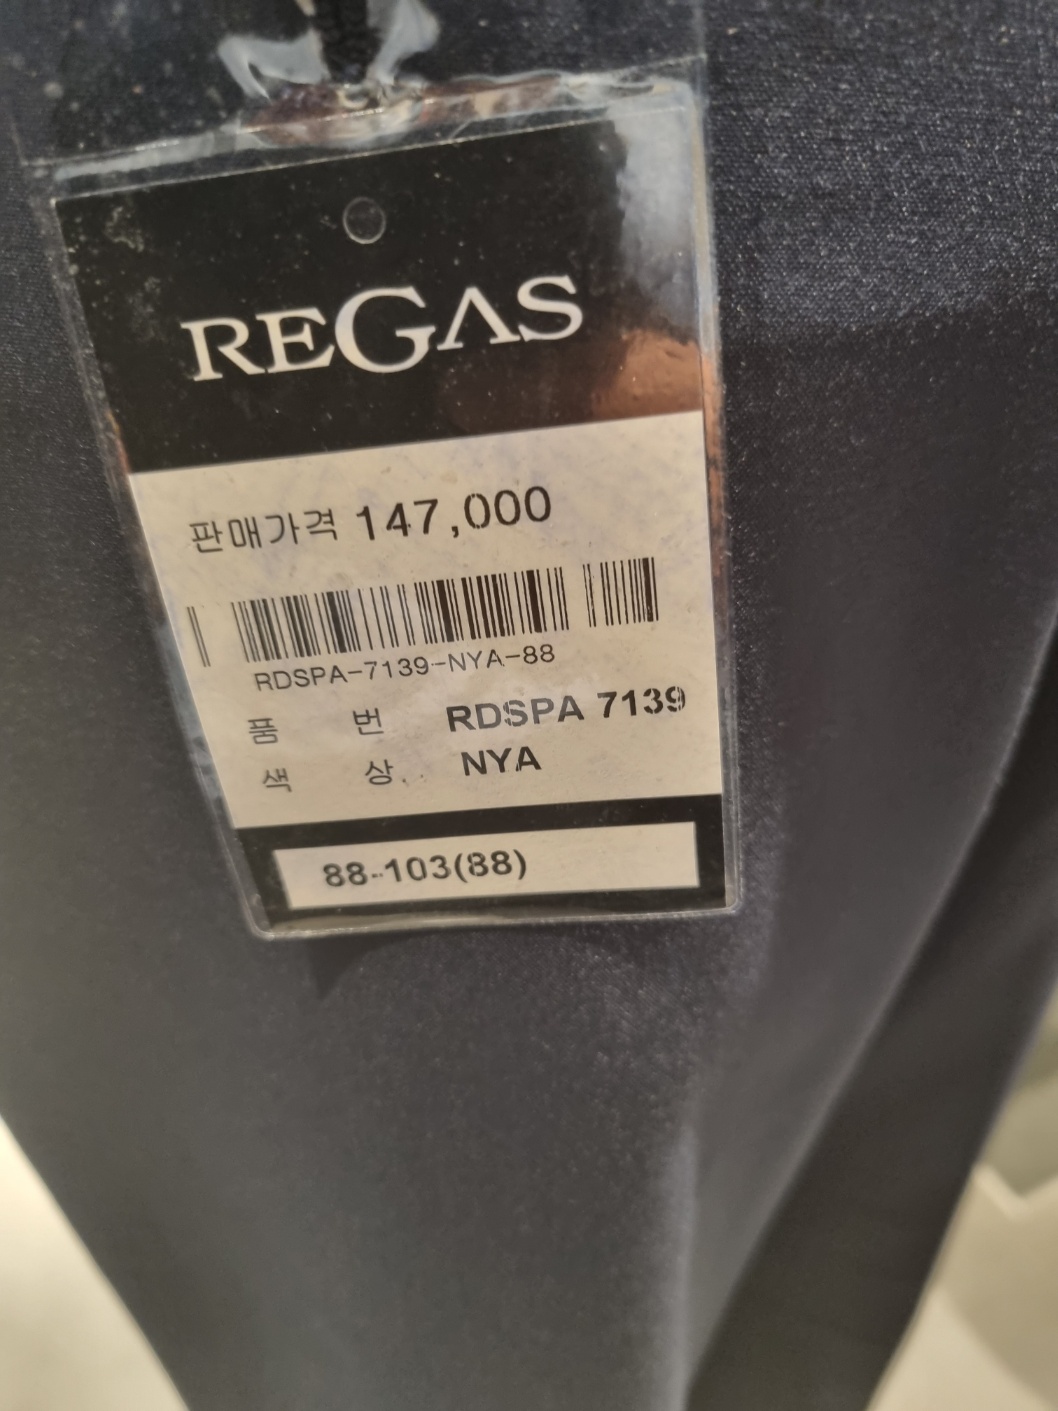 REGAS
판매가격 147,000
RDSPA-7139-NYA-88
품 번 RDSPA 7139
색 상 NYA
88-103(88)